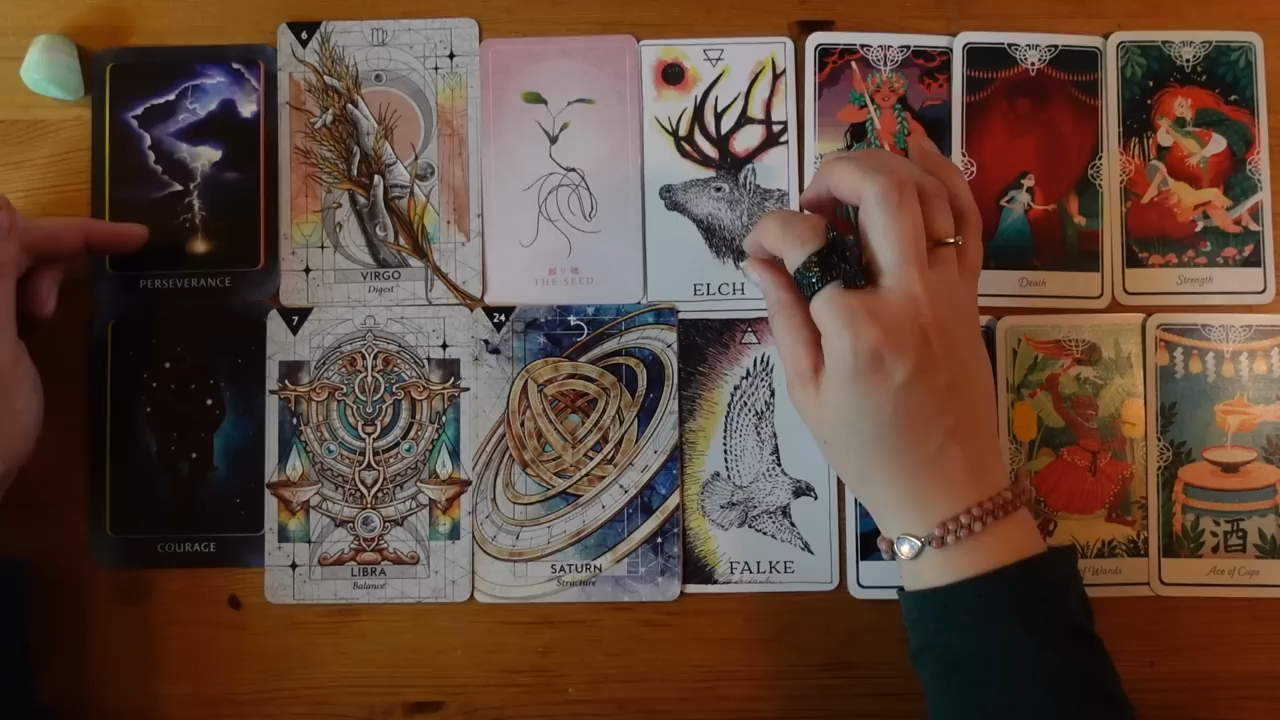 PERSEVERANCE
6
VIRGO
Digest
THE SEED
ELCH
Death
Strength
COURAGE
7
LIBRA
Balance
24
SATURN
Structure
FALKE
of Wands
酒
Ace of Cups